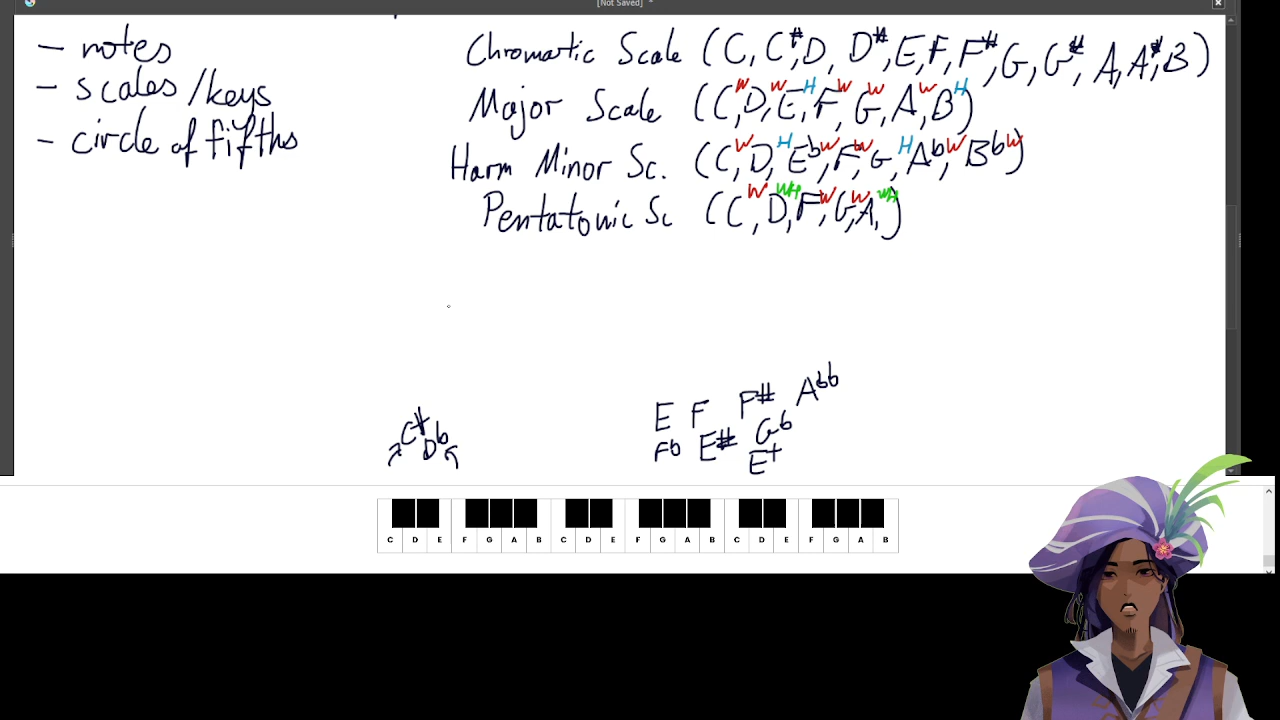 [Not Saved] *
- notes
- scales/keys
- circle of fifths
Chromatic Scale (C, C#, D, D#, E, F, F#, G, G#, A, A#, B)
W W H W W W H
Major Scale (C, D, E, F, G, A, B)
W H W W H W W
Harm Minor Sc. (C, D, Eb, F, G, Ab, Bb)
W WH W W WH
Pentatonic Sc (C, D, F, G, A, )
E F F# Abb
C# Db
Fb E# Gb
E+
C D E F G A B C D E F G A B C D E F G A B